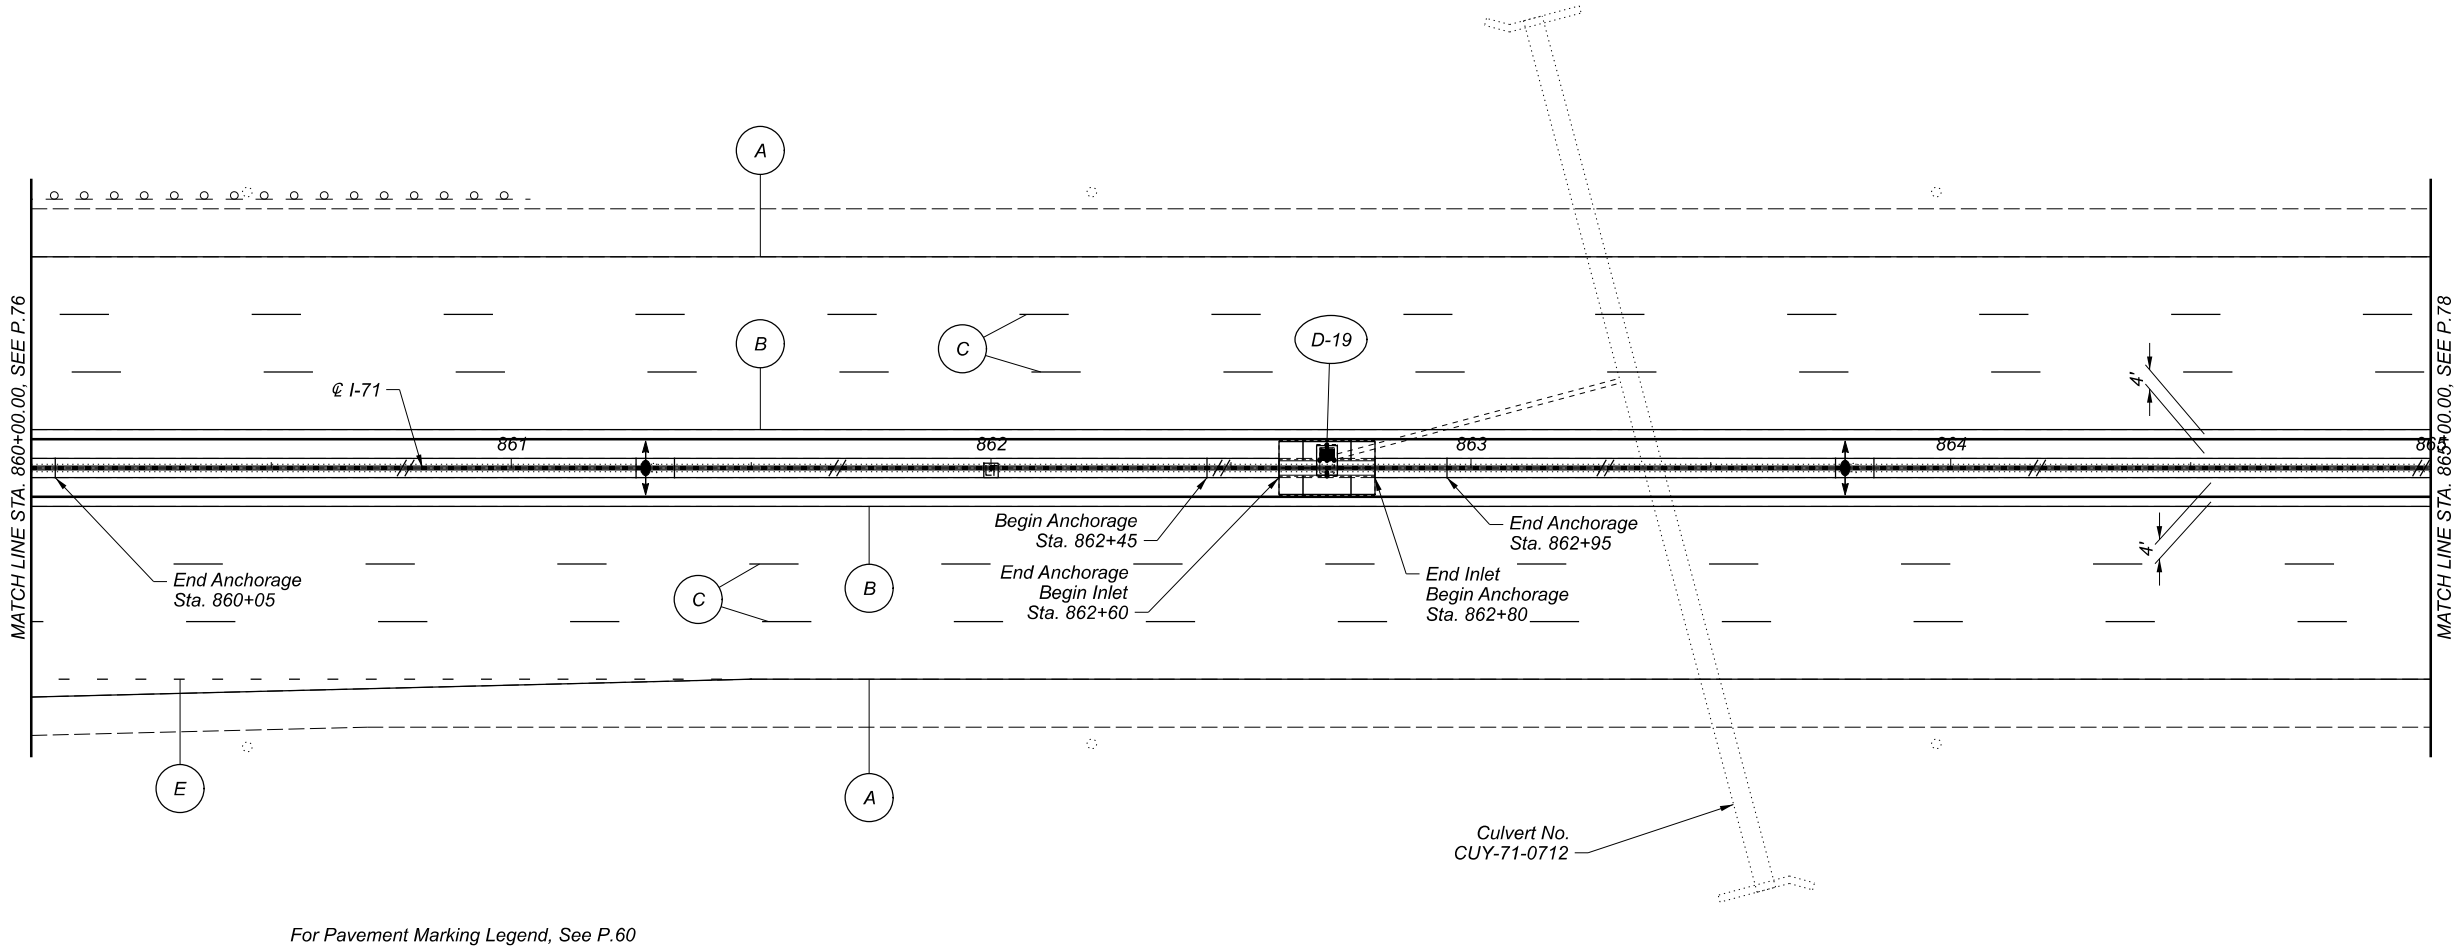 A
MATCH LINE STA. 860+00.00, SEE P.76
MATCH LINE STA. 865+00.00, SEE P.78
B
C
D-19
℄ I-71
4'
861
862
863
864
865
LT
Begin Anchorage
Sta. 862+45
End Anchorage
Sta. 862+95
4'
End Anchorage
Sta. 860+05
C
B
End Anchorage
Begin Inlet
Sta. 862+60
End Inlet
Begin Anchorage
Sta. 862+80
E
A
Culvert No.
CUY-71-0712
For Pavement Marking Legend, See P.60